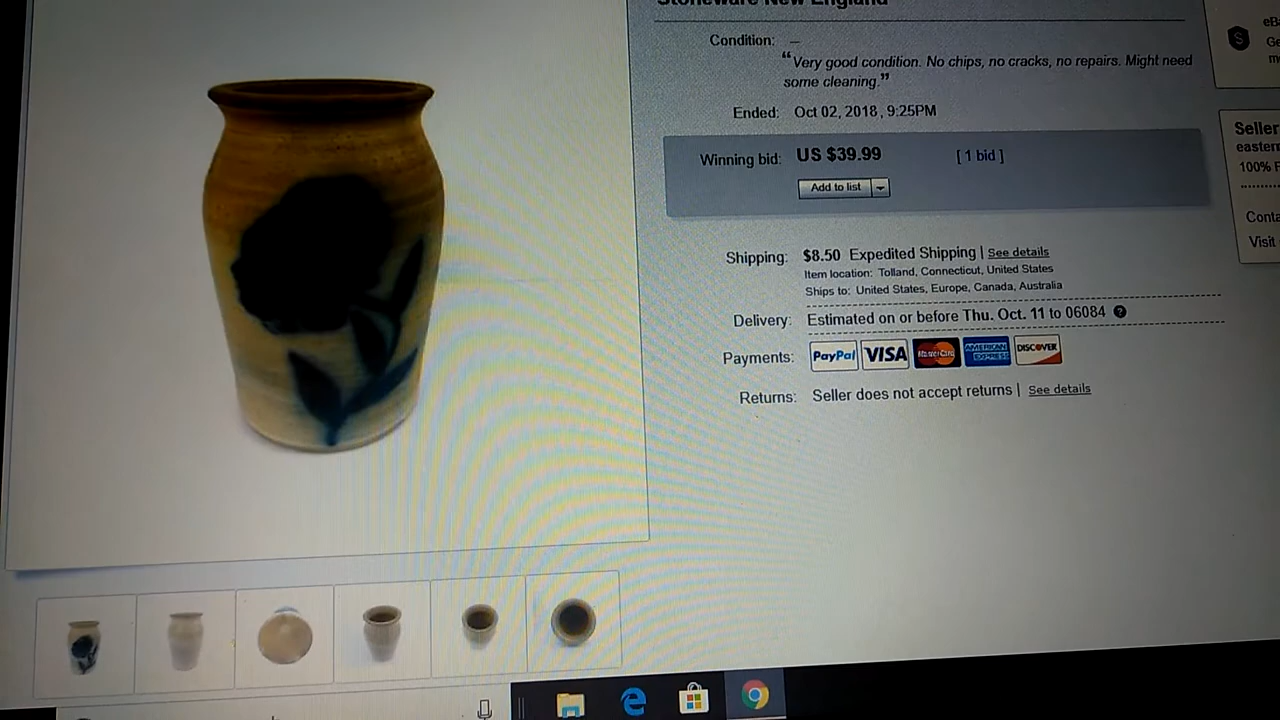 Stoneware New England
Condition: —
“Very good condition. No chips, no cracks, no repairs. Might need
some cleaning.”
Ended: Oct 02, 2018, 9:25PM
Winning bid: US $39.99 [ 1 bid ]
Add to list
Shipping: $8.50 Expedited Shipping | See details
Item location: Tolland, Connecticut, United States
Ships to: United States, Europe, Canada, Australia
Delivery: Estimated on or before Thu. Oct. 11 to 06084
Payments: PayPal VISA MasterCard AMERICAN EXPRESS DISCOVER
Returns: Seller does not accept returns | See details
S
Seller
100%
Visit